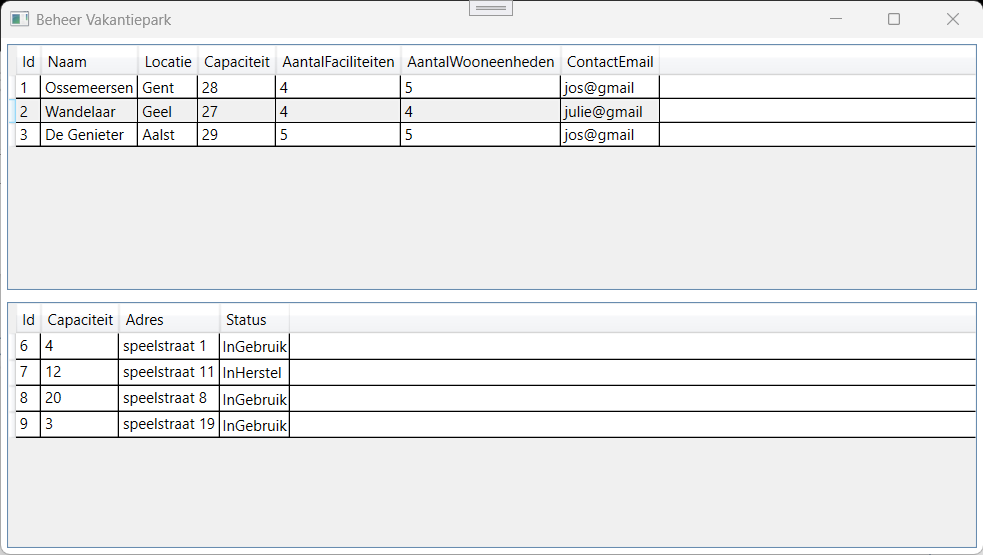 Beheer Vakantiepark
Id Naam Locatie Capaciteit AantalFaciliteiten AantalWooneenheden ContactEmail
1 Ossemeersen Gent 28 4 5 jos@gmail
2 Wandelaar Geel 27 4 4 julie@gmail
3 De Genieter Aalst 29 5 5 jos@gmail
Id Capaciteit Adres Status
6 4 speelstraat 1 InGebruik
7 12 speelstraat 11 InHerstel
8 20 speelstraat 8 InGebruik
9 3 speelstraat 19 InGebruik